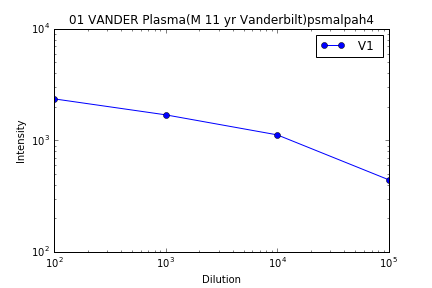 01 VANDER Plasma(M 11 yr Vanderbilt)psmalpah4
10^4
V1
10^3
Intensity
10^2
10^2 10^3 10^4 10^5
Dilution